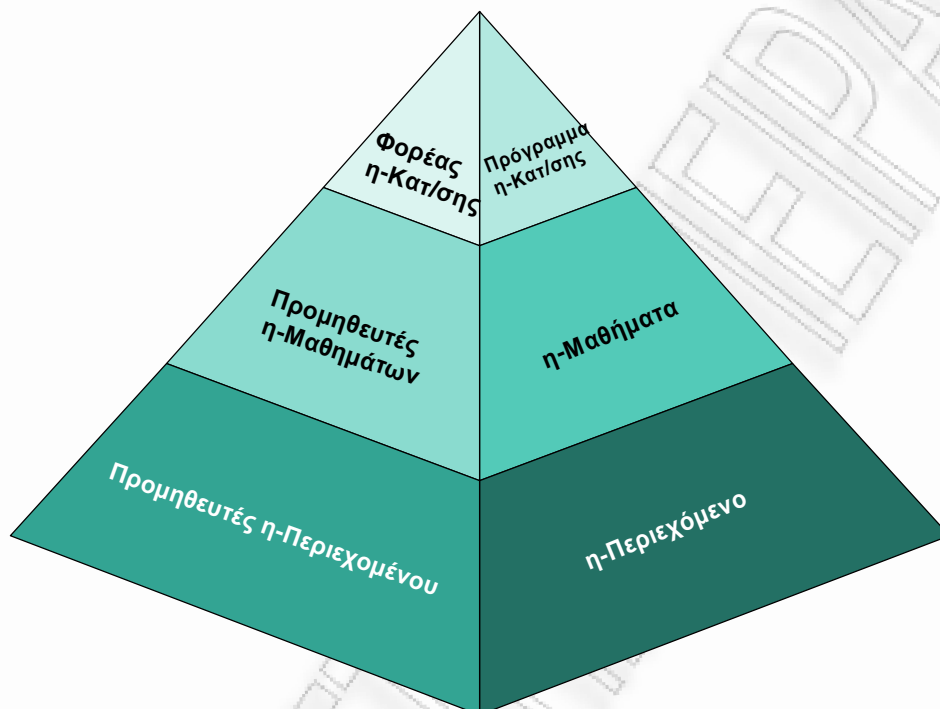 Φορέας
η-Κατ/σης
Πρόγραμμα
η-Κατ/σης
Προμηθευτές
η-Μαθημάτων
η-Μαθήματα
Προμηθευτές η-Περιεχομένου
η-Περιεχόμενο